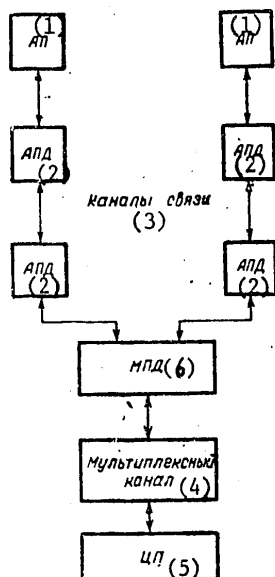 (1)
АП
(1)
АП
АПД
(2)
АПД
(2)
каналы связи
(3)
АПД
(2)
АПД
(2)
МПД(6)
Мультиплексный
канал (4)
ЦП
(5)